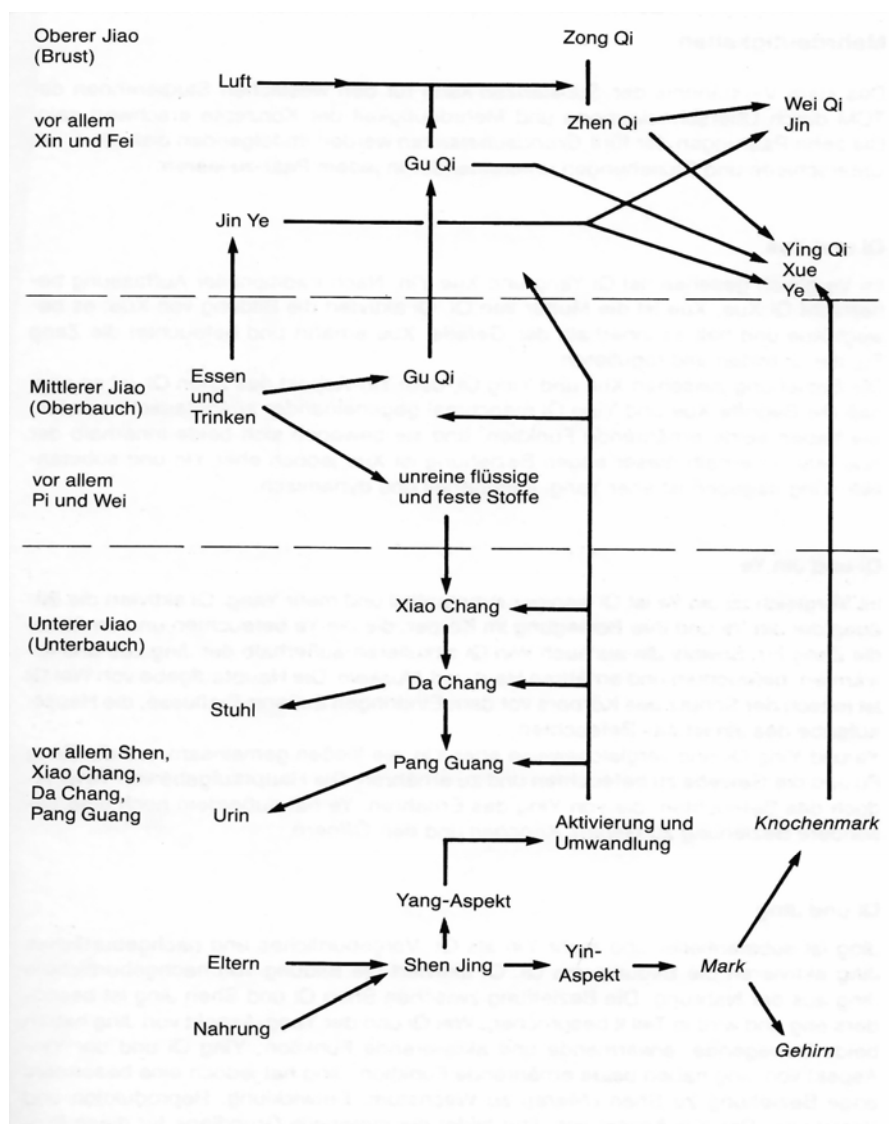 Oberer Jiao
(Brust)
Zong Qi
Luft
Wei Qi
Jin
vor allem
Xin und Fei
Zhen Qi
Gu Qi
Jin Ye
Ying Qi
Xue
Ye
Essen
und
Trinken
Gu Qi
Mittlerer Jiao
(Oberbauch)
vor allem
Pi und Wei
unreine flüssige
und feste Stoffe
Xiao Chang
Unterer Jiao
(Unterbauch)
Da Chang
Stuhl
vor allem Shen,
Xiao Chang,
Da Chang,
Pang Guang
Pang Guang
Urin
Aktivierung und
Umwandlung
Knochenmark
Yang-Aspekt
Eltern
Shen Jing
Yin-
Aspekt
Mark
Nahrung
Gehirn